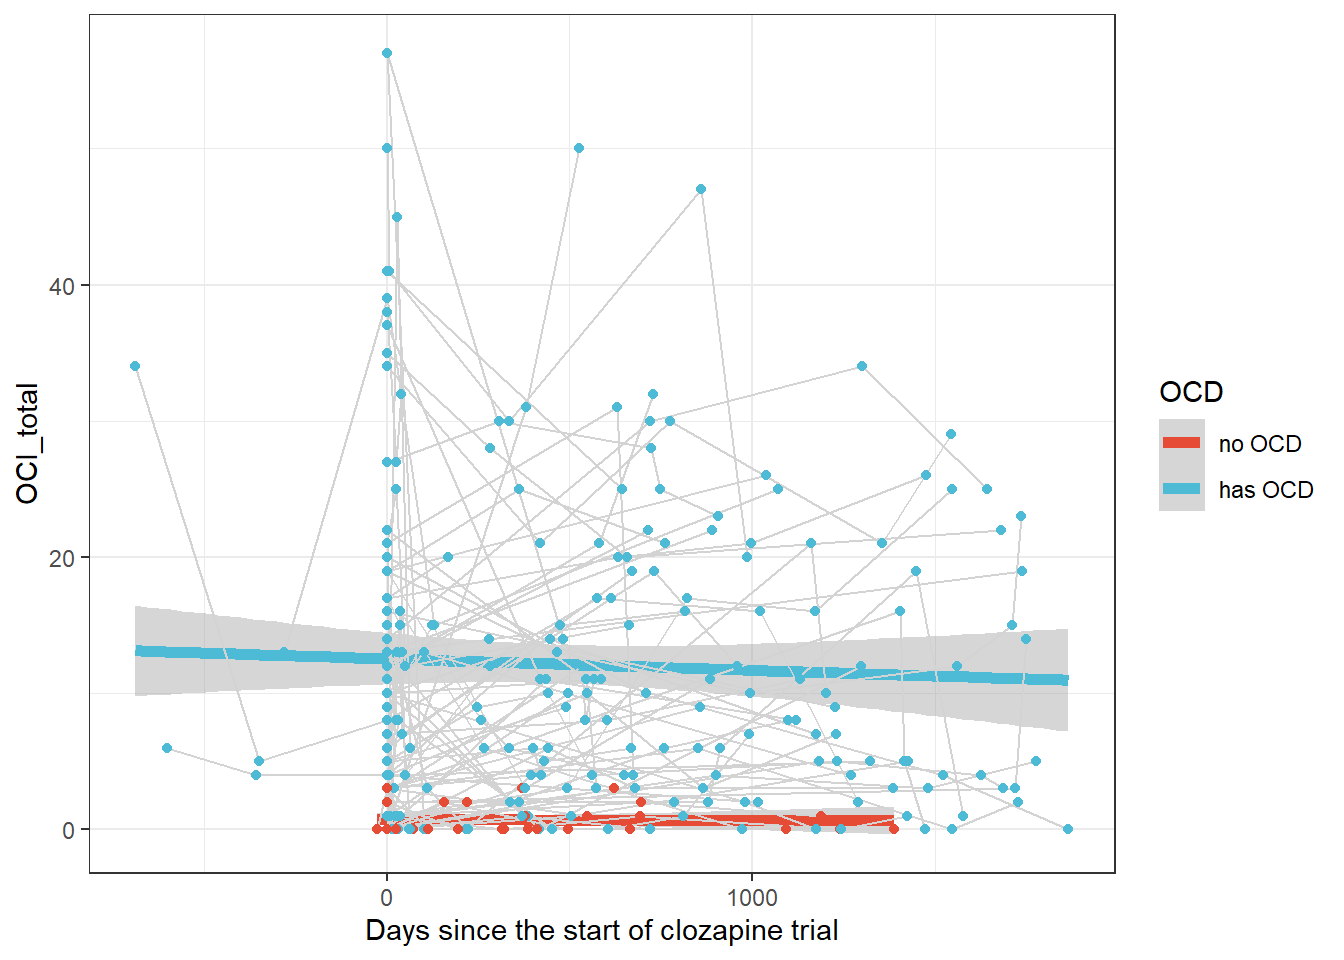 OCI_total
40
20
0
0
1000
Days since the start of clozapine trial
OCD
no OCD
has OCD